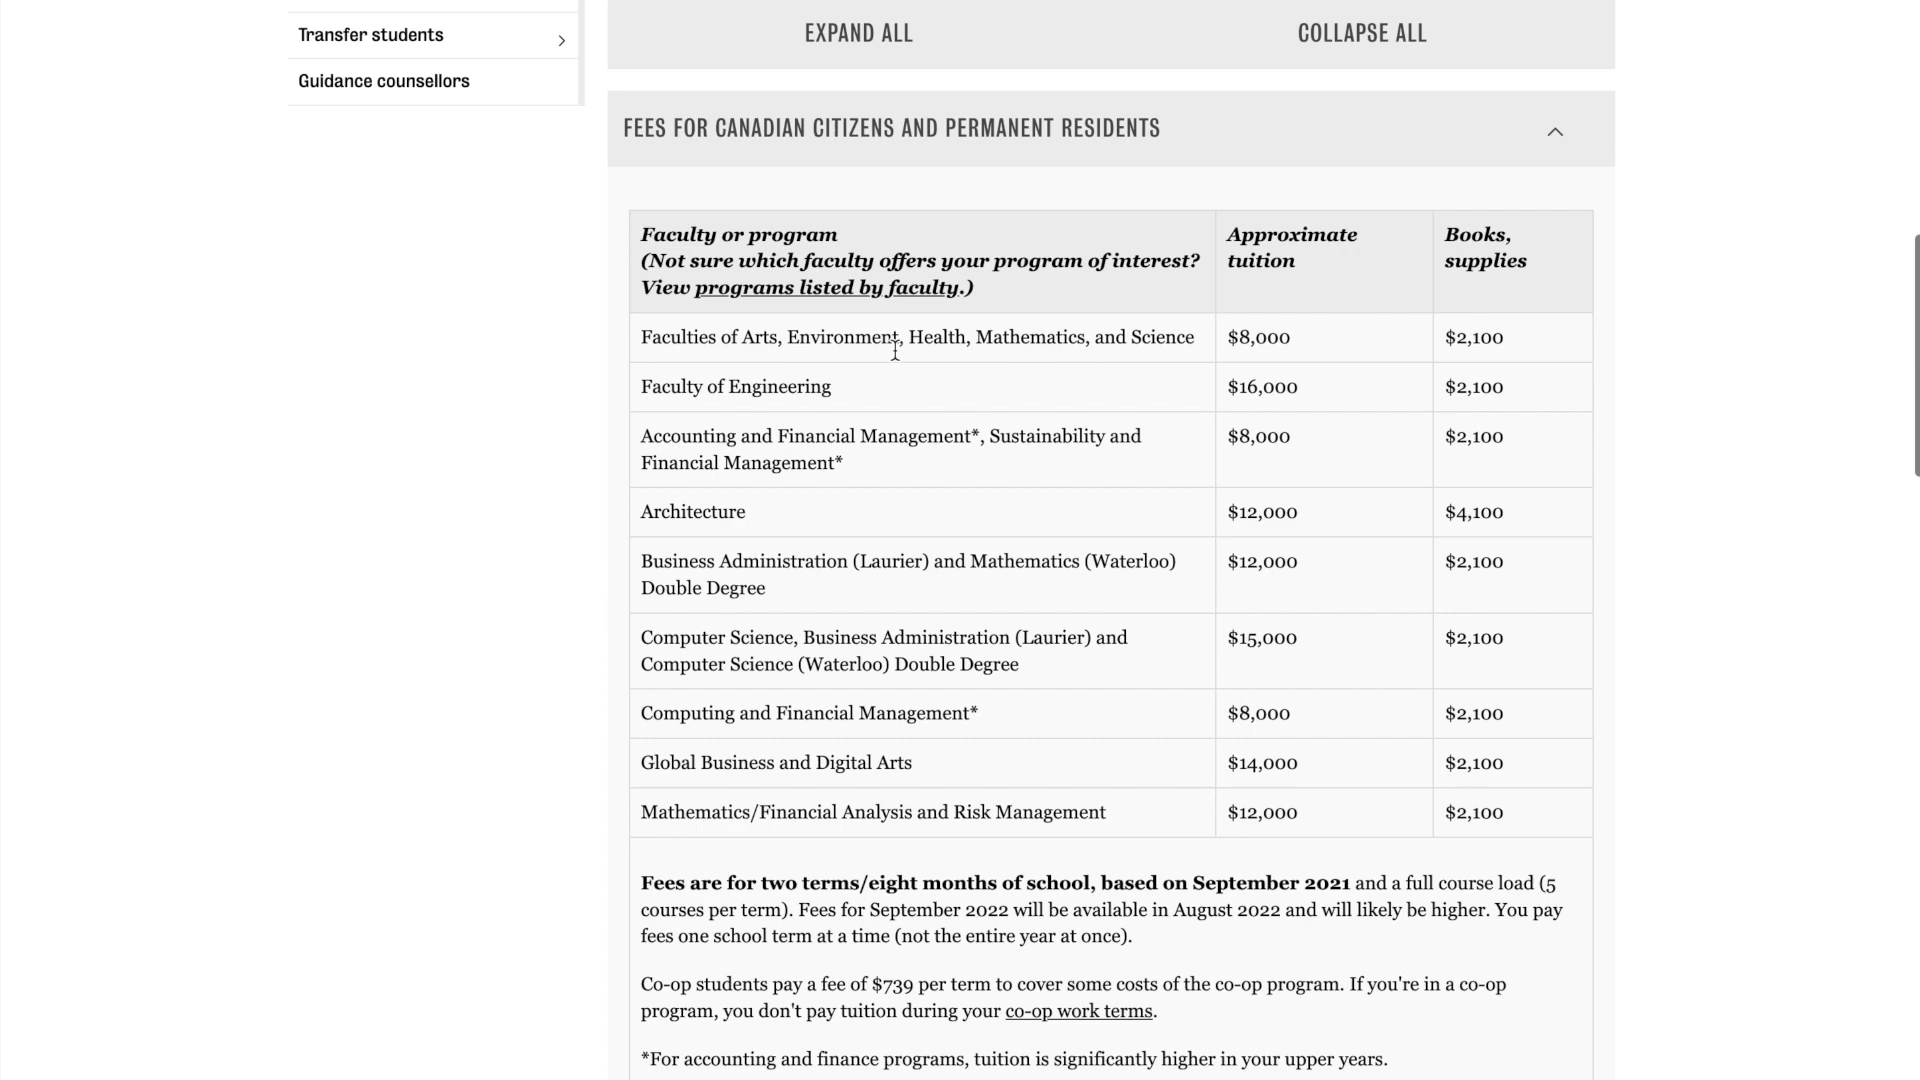 Transfer students
Guidance counsellors
EXPAND ALL
COLLAPSE ALL
FEES FOR CANADIAN CITIZENS AND PERMANENT RESIDENTS
Faculty or program
(Not sure which faculty offers your program of interest?
View programs listed by faculty.)
Approximate
tuition
Books,
supplies
Faculties of Arts, Environment, Health, Mathematics, and Science
$8,000
$2,100
Faculty of Engineering
$16,000
$2,100
Accounting and Financial Management*, Sustainability and
Financial Management*
$8,000
$2,100
Architecture
$12,000
$4,100
Business Administration (Laurier) and Mathematics (Waterloo)
Double Degree
$12,000
$2,100
Computer Science, Business Administration (Laurier) and
Computer Science (Waterloo) Double Degree
$15,000
$2,100
Computing and Financial Management*
$8,000
$2,100
Global Business and Digital Arts
$14,000
$2,100
Mathematics/Financial Analysis and Risk Management
$12,000
$2,100
Fees are for two terms/eight months of school, based on September 2021 and a full course load (5
courses per term). Fees for September 2022 will be available in August 2022 and will likely be higher. You pay
fees one school term at a time (not the entire year at once).
Co-op students pay a fee of $739 per term to cover some costs of the co-op program. If you're in a co-op
program, you don't pay tuition during your co-op work terms.
*For accounting and finance programs, tuition is significantly higher in your upper years.